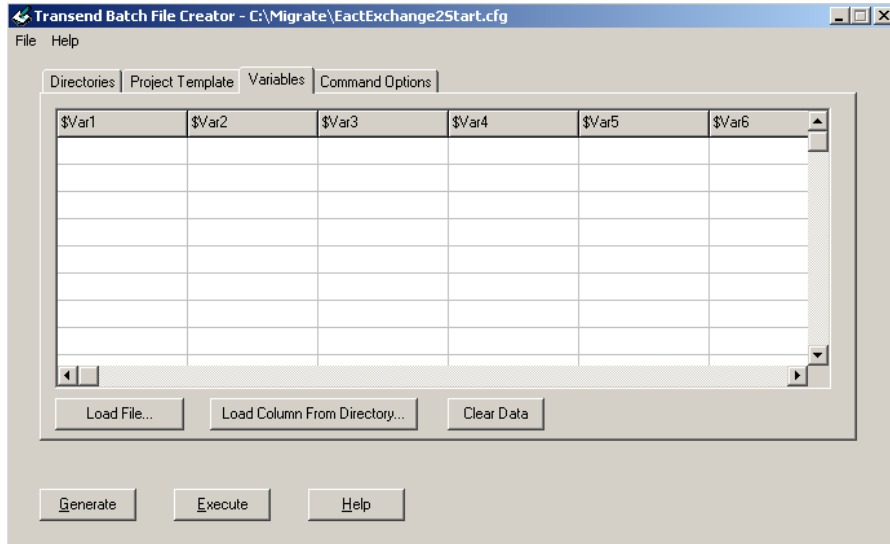 Transend Batch File Creator - C:\Migrate\EactExchange2Start.cfg
File Help
Directories Project Template Variables Command Options
$Var1 $Var2 $Var3 $Var4 $Var5 $Var6
Load File... Load Column From Directory... Clear Data
Generate Execute Help